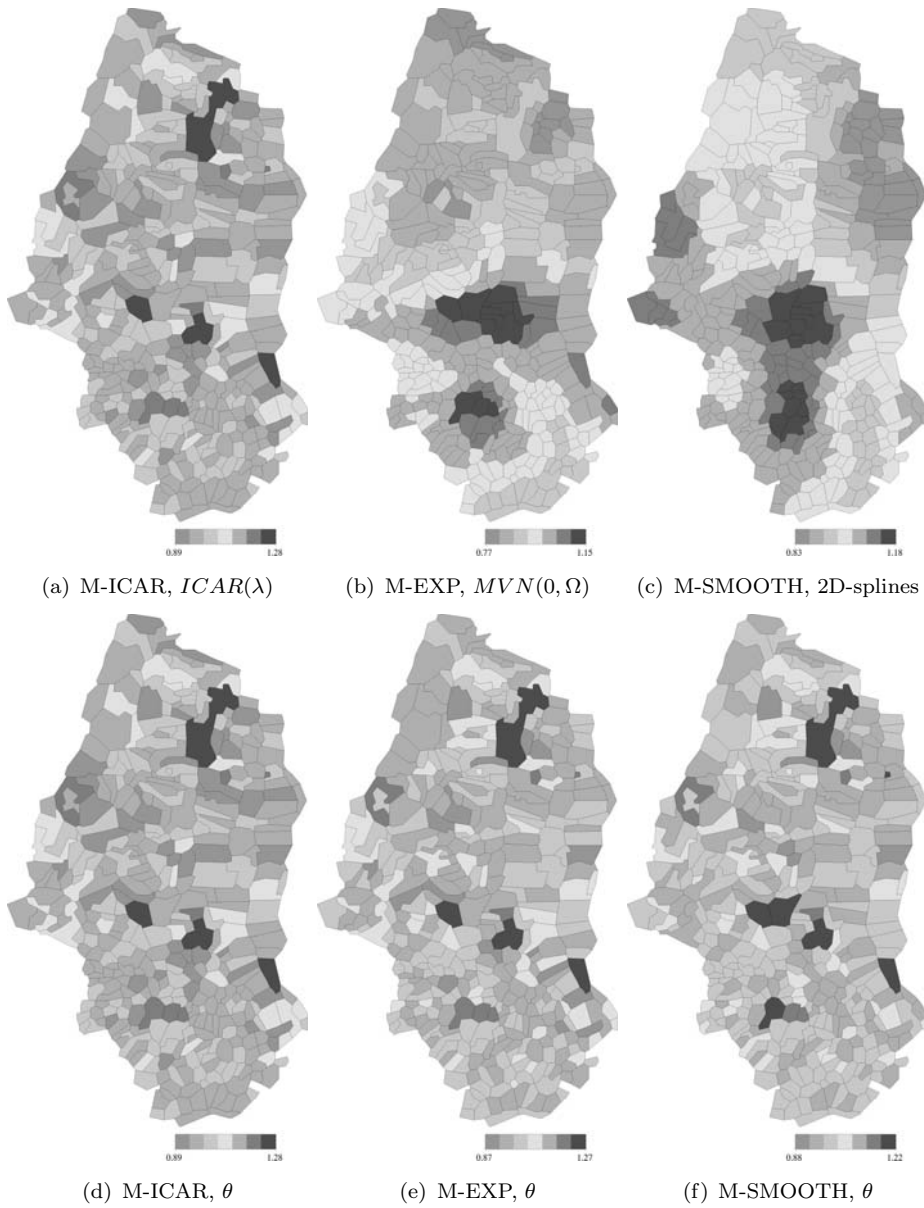 0.89 1.28
0.77 1.15
0.83 1.18
(a) M-ICAR, ICAR(λ)
(b) M-EXP, MVN(0, Ω)
(c) M-SMOOTH, 2D-splines
0.89 1.28
0.87 1.27
0.88 1.22
(d) M-ICAR, θ
(e) M-EXP, θ
(f) M-SMOOTH, θ